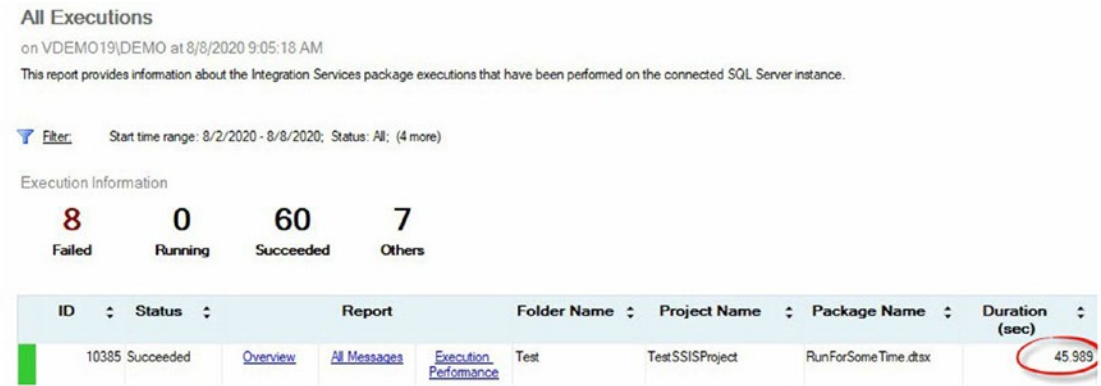 All Executions
on VDEMO19\DEMO at 8/8/2020 9:05:18 AM
This report provides information about the Integration Services package executions that have been performed on the connected SQL Server instance.
Filter: Start time range: 8/2/2020 - 8/8/2020; Status: All; (4 more)
Execution Information
8 0 60 7
Failed Running Succeeded Others
ID Status Report Folder Name Project Name Package Name Duration
(sec)
10385 Succeeded Overview All Messages Execution Test TestSSISProject RunForSomeTime.dtsx 45.989
Performance